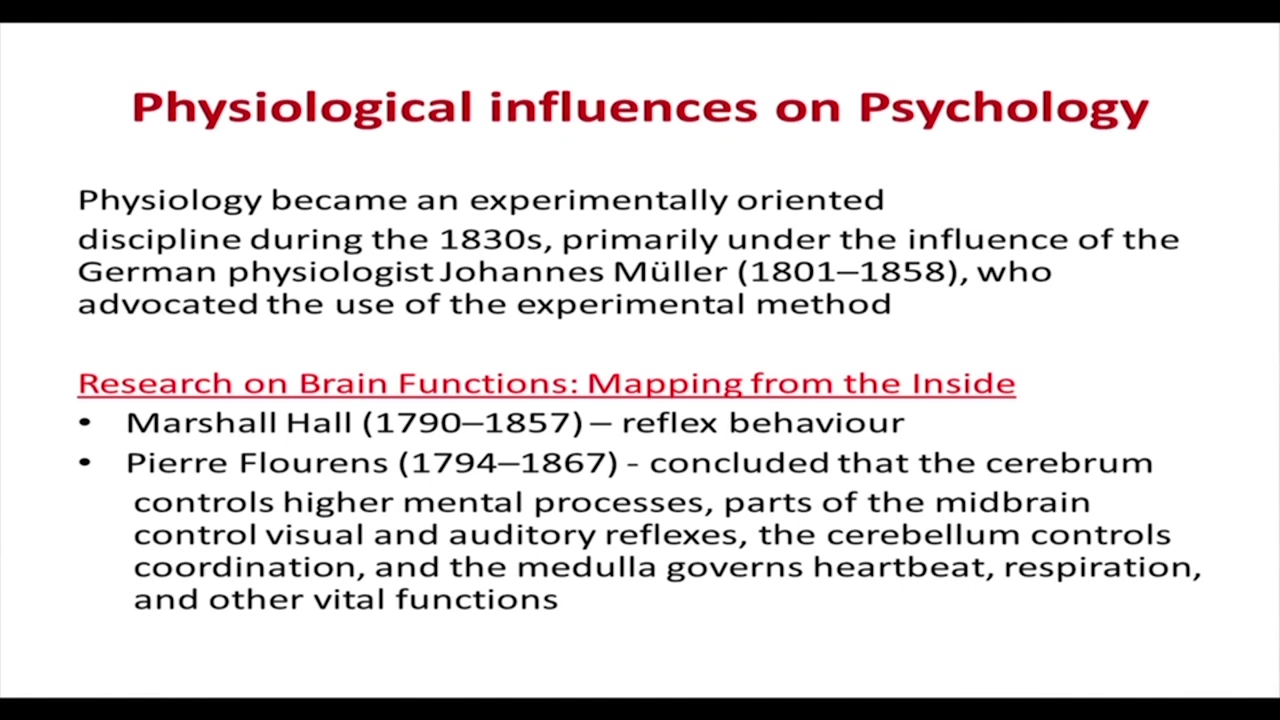 Physiological influences on Psychology
Physiology became an experimentally oriented
discipline during the 1830s, primarily under the influence of the
German physiologist Johannes Müller (1801–1858), who
advocated the use of the experimental method
Research on Brain Functions: Mapping from the Inside
• Marshall Hall (1790–1857) – reflex behaviour
• Pierre Flourens (1794–1867) - concluded that the cerebrum
controls higher mental processes, parts of the midbrain
control visual and auditory reflexes, the cerebellum controls
coordination, and the medulla governs heartbeat, respiration,
and other vital functions